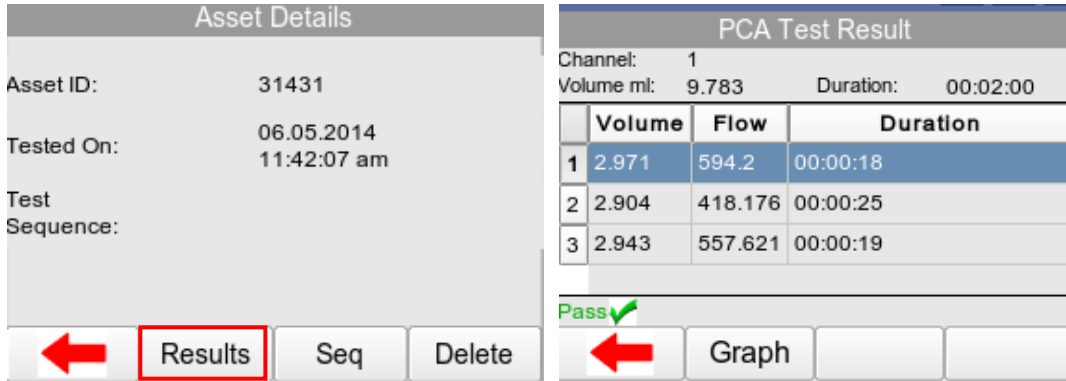 Asset Details
Asset ID: 31431
Tested On: 06.05.2014
11:42:07 am
Test
Sequence:
Results Seq Delete
PCA Test Result
Channel: 1
Volume ml: 9.783 Duration: 00:02:00
Volume Flow Duration
1 2.971 594.2 00:00:18
2 2.904 418.176 00:00:25
3 2.943 557.621 00:00:19
Pass
Graph